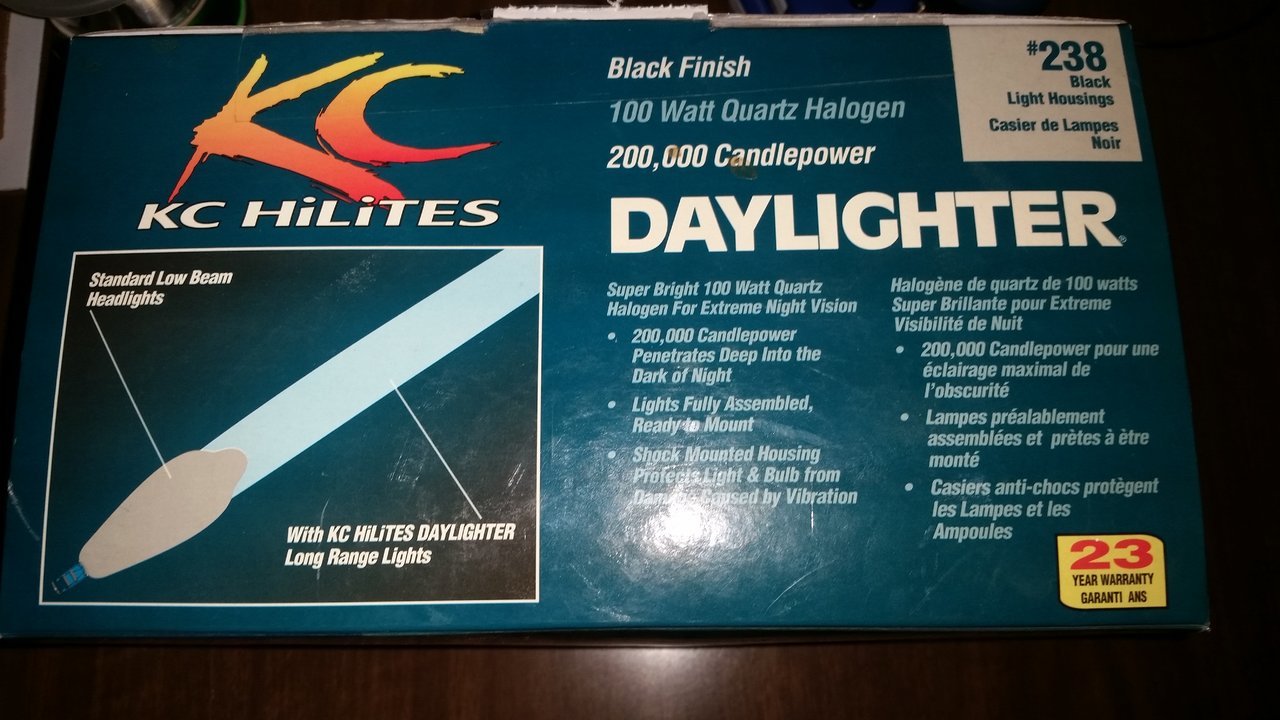 KC
KC HiLiTES
Standard Low Beam
Headlights
With KC HiLiTES DAYLIGHTER
Long Range Lights
Black Finish
100 Watt Quartz Halogen
200,000 Candlepower
#238
Black
Light Housings
Casier de Lampes
Noir
DAYLIGHTER®
Super Bright 100 Watt Quartz
Halogen For Extreme Night Vision
• 200,000 Candlepower
Penetrates Deep Into the
Dark of Night
• Lights Fully Assembled,
Ready to Mount
• Shock Mounted Housing
Protects Light & Bulb from
Damage Caused by Vibration
Halogène de quartz de 100 watts
Super Brillante pour Extreme
Visibilité de Nuit
• 200,000 Candlepower pour une
éclairage maximal de
l'obscurité
• Lampes préalablement
assemblées et prètes à ètre
monté
• Casiers anti-chocs protègent
les Lampes et les
Ampoules
23
YEAR WARRANTY
GARANTI ANS